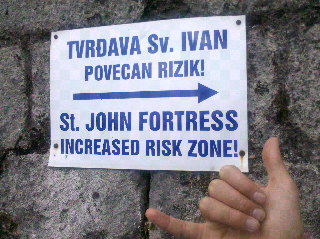 TVRĐAVA Sv. IVAN
POVECAN RIZIK!
St. JOHN FORTRESS
INCREASED RISK ZONE!